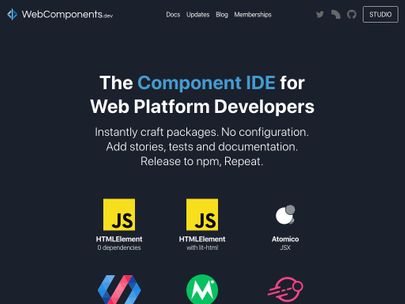 WebComponents.dev
Docs Updates Blog Memberships
STUDIO
The Component IDE for
Web Platform Developers
Instantly craft packages. No configuration.
Add stories, tests and documentation.
Release to npm, Repeat.
JS JS
HTMLElement HTMLElement Atomico
0 dependencies with lit-html JSX